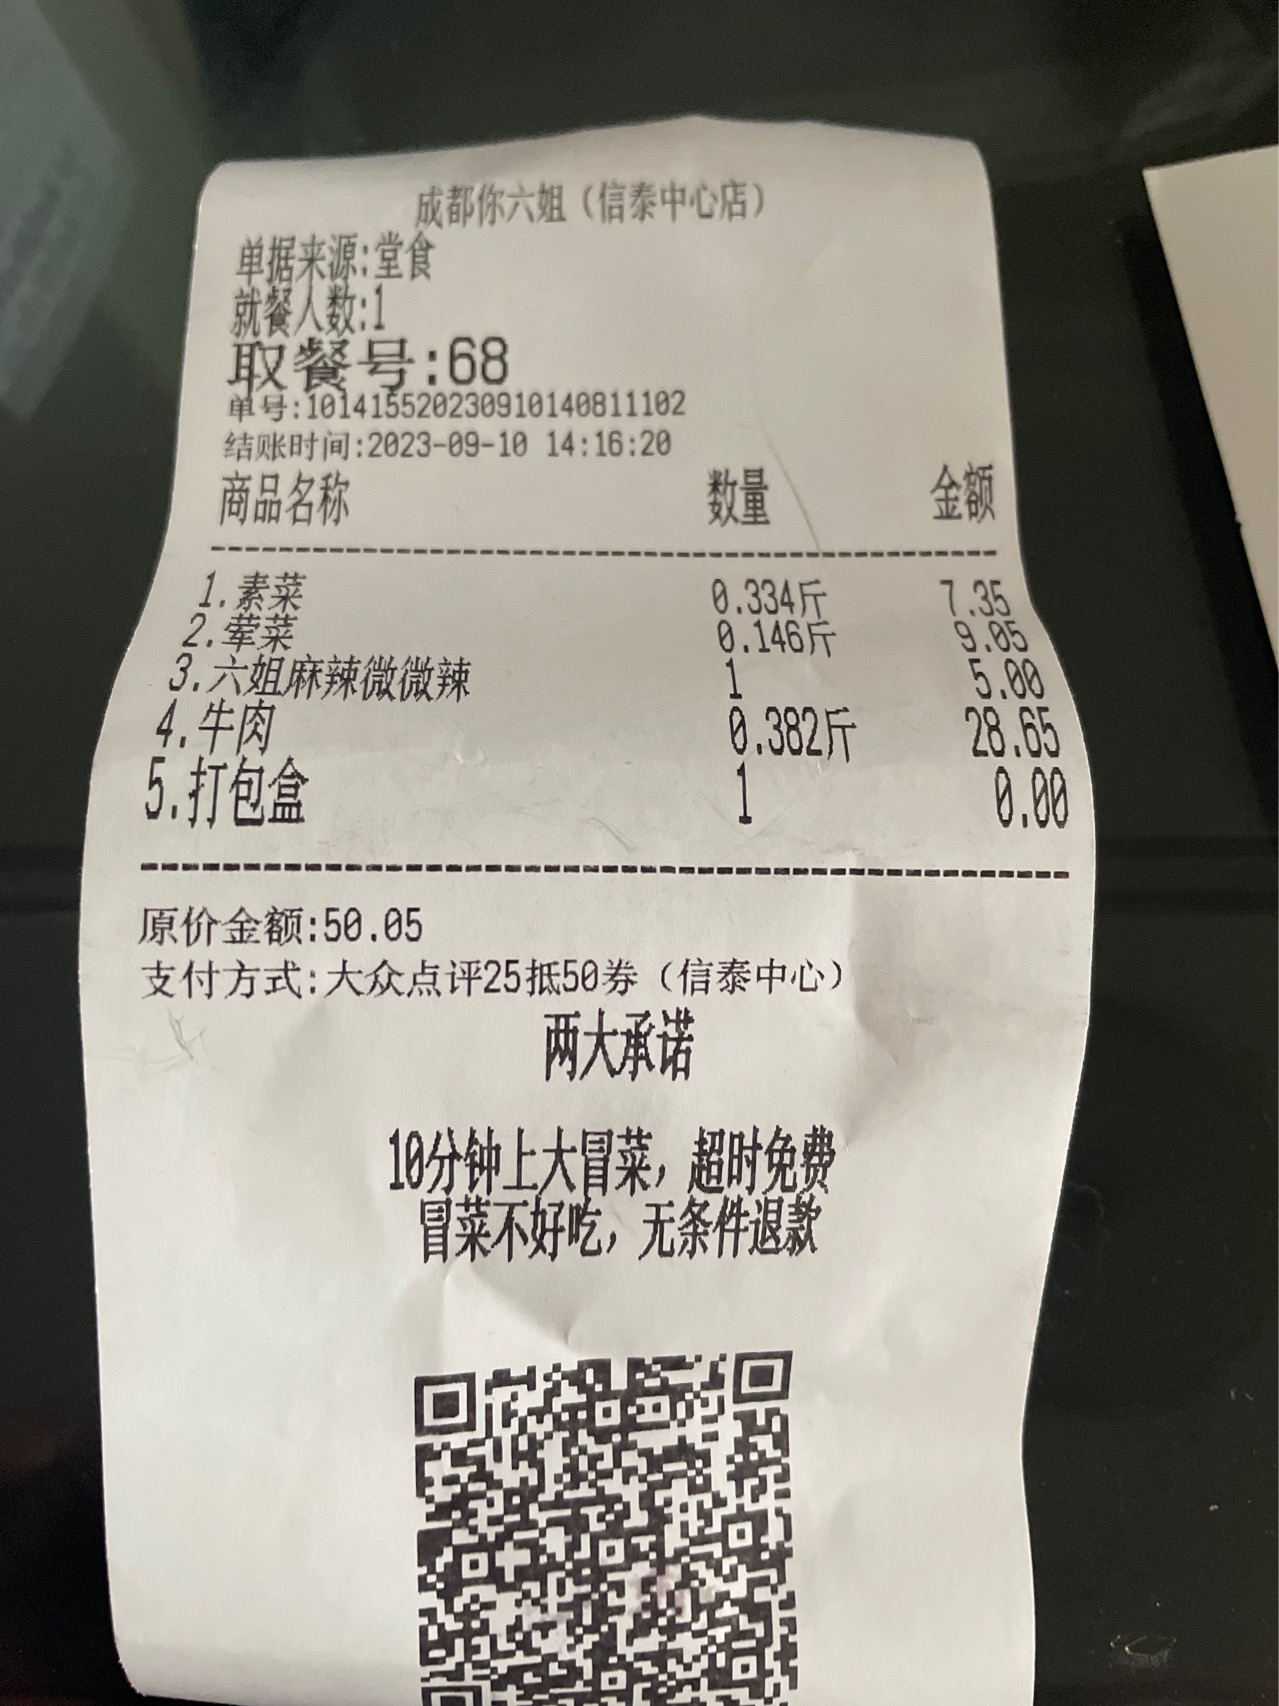 成都你六姐（信泰中心店）
单据来源:堂食
就餐人数:1
取餐号:68
单号:101415520230910140811102
结账时间:2023-09-10 14:16:20
商品名称 数量 金额
1.素菜 0.334斤 7.35
2.荤菜 0.146斤 9.05
3.六姐麻辣微微辣 1 5.00
4.牛肉 0.382斤 28.65
5.打包盒 1 0.00
原价金额:50.05
支付方式:大众点评25抵50券（信泰中心）
两大承诺
10分钟上大冒菜，超时免费
冒菜不好吃，无条件退款